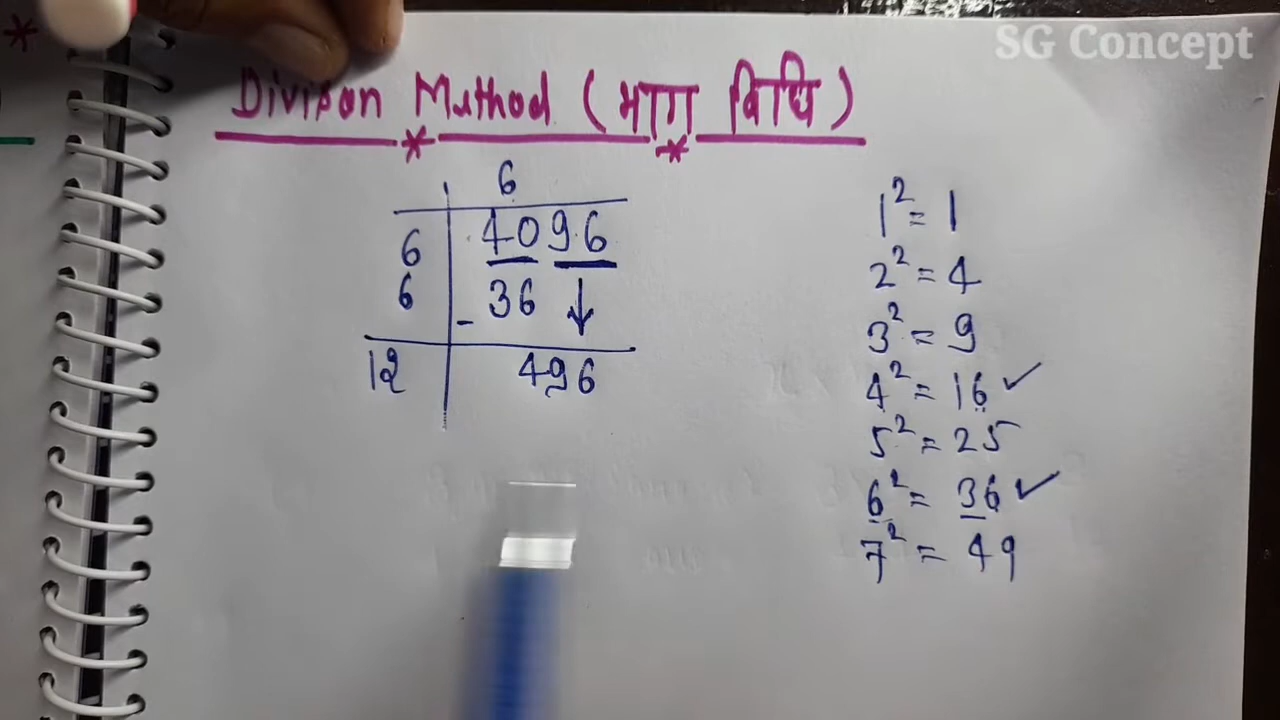 SG Concept
*
Divison Method (भाग विधि)
* *
6
6 4096
6 - 36 ↓
12 496
1² = 1
2² = 4
3² = 9
4² = 16 ✓
5² = 25
6² = 36 ✓
7² = 49